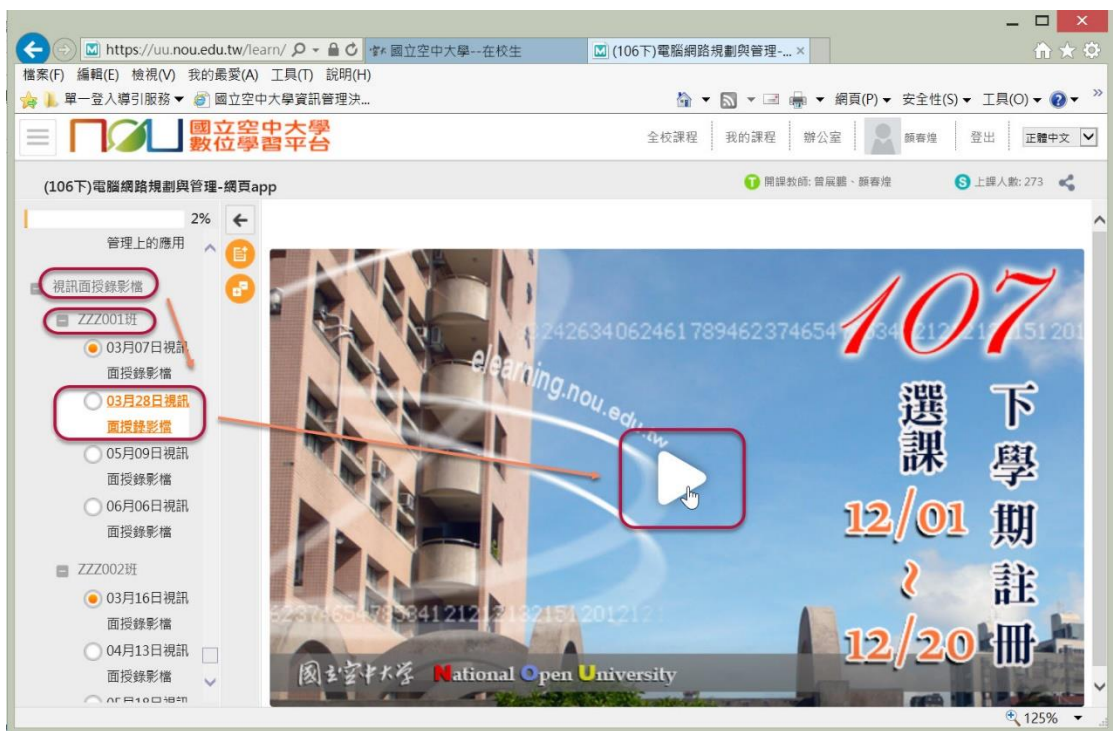 https://uu.nou.edu.tw/learn/
國立空中大學--在校生
(106下)電腦網路規劃與管理-... ×
檔案(F) 編輯(E) 檢視(V) 我的最愛(A) 工具(T) 說明(H)
單一登入導引服務 國立空中大學資訊管理決...
網頁(P) 安全性(S) 工具(O) »
NOU 國立空中大學
數位學習平台
全校課程 我的課程 辦公室 顏春煌 登出 正體中文
(106下)電腦網路規劃與管理-網頁app
T 開課教師: 曾展鵬、顏春煌 S 上課人數: 273
2%
管理上的應用
視訊面授錄影檔
ZZZ001班
03月07日視訊
面授錄影檔
03月28日視訊
面授錄影檔
05月09日視訊
面授錄影檔
06月06日視訊
面授錄影檔
ZZZ002班
03月16日視訊
面授錄影檔
04月13日視訊
面授錄影檔
05月18日視訊
elearning.nou.edu.tw
107
下學期註冊
選課
12/01
~
12/20
國立空中大學 National Open University
125%